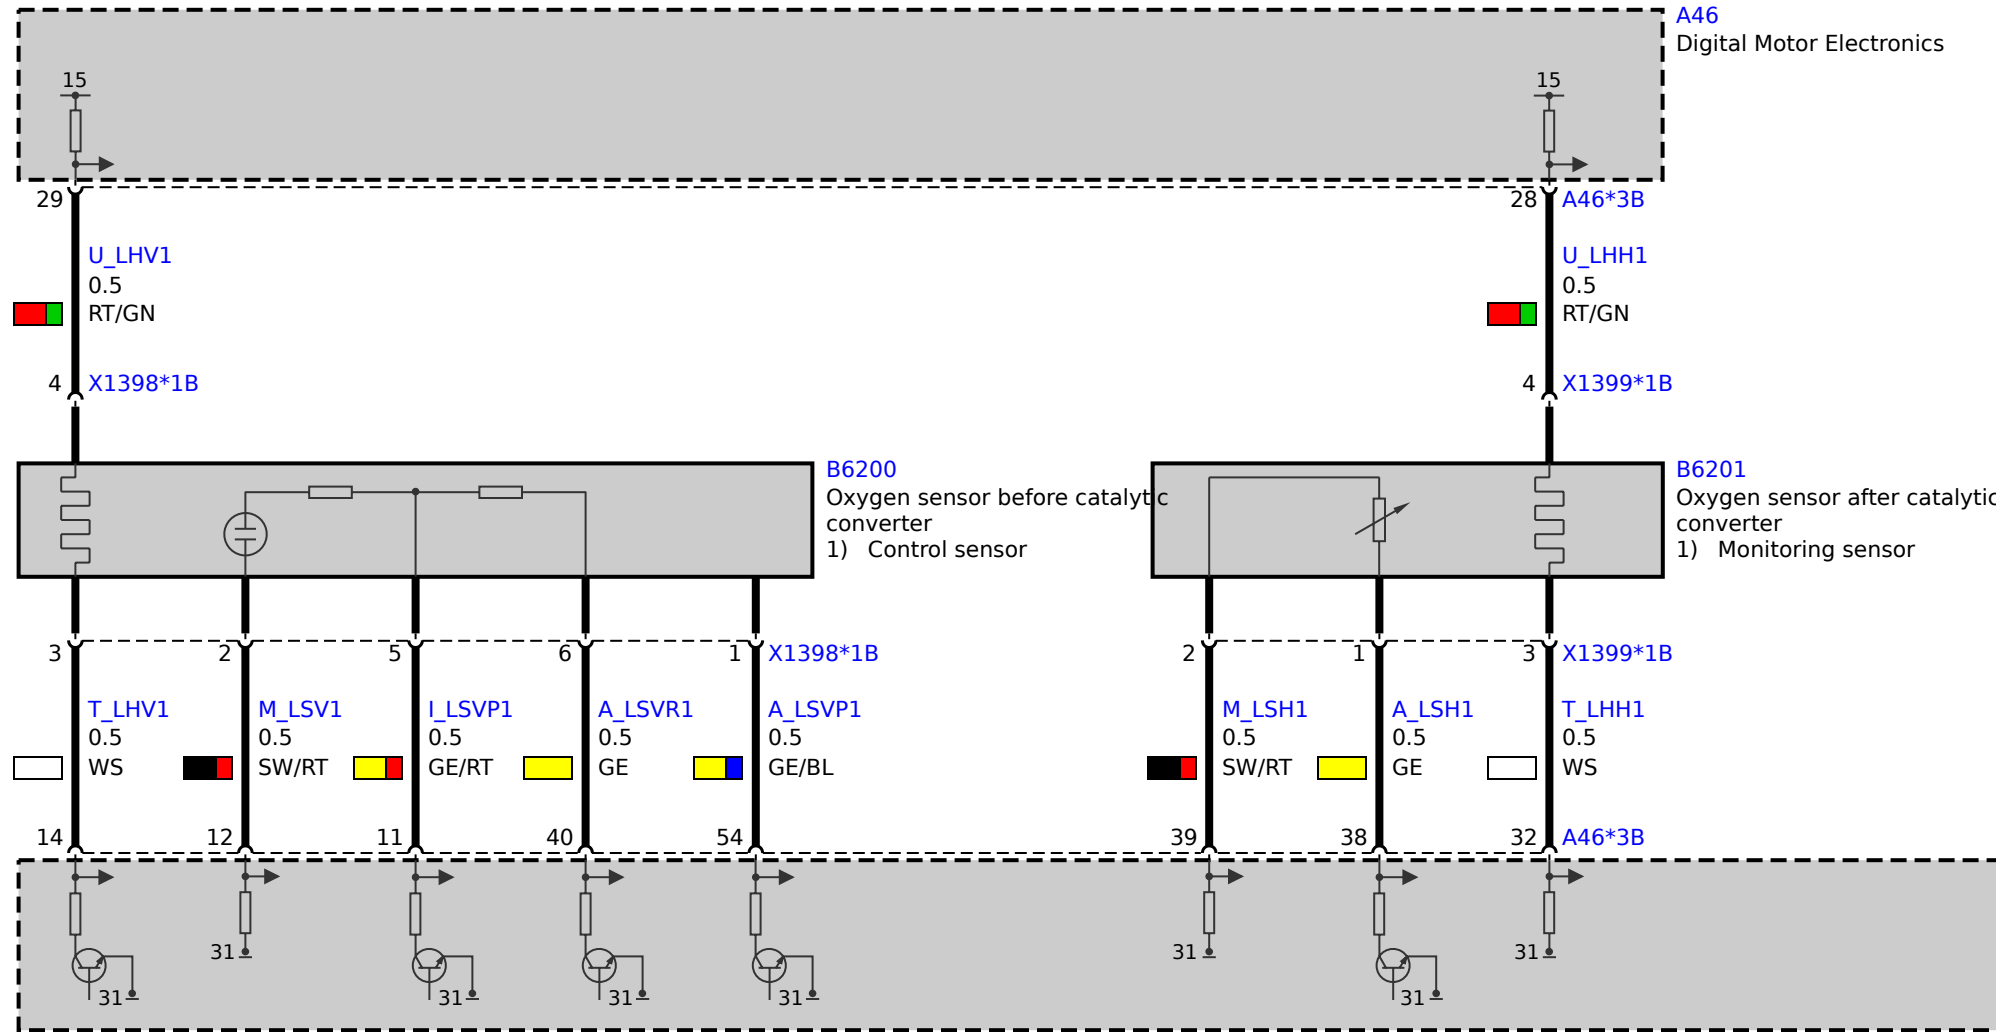 A46
Digital Motor Electronics
15
15
29
28
A46*3B
U_LHV1
0.5
RT/GN
U_LHH1
0.5
RT/GN
4
X1398*1B
4
X1399*1B
B6200
Oxygen sensor before catalytic
converter
1) Control sensor
B6201
Oxygen sensor after catalytic
converter
1) Monitoring sensor
3
2
5
6
1
X1398*1B
2
1
3
X1399*1B
T_LHV1
0.5
WS
M_LSV1
0.5
SW/RT
I_LSVP1
0.5
GE/RT
A_LSVR1
0.5
GE
A_LSVP1
0.5
GE/BL
M_LSH1
0.5
SW/RT
A_LSH1
0.5
GE
T_LHH1
0.5
WS
14
12
11
40
54
39
38
32
A46*3B
31
31
31
31
31
31
31
31